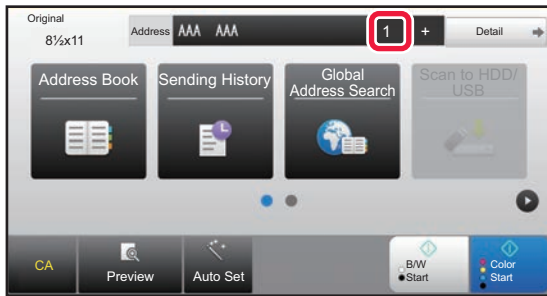 Original
8½x11
Address AAA AAA 1 + Detail
Address Book
Sending History
Global
Address Search
Scan to HDD/
USB
CA
Preview
Auto Set
B/W
Start
Color
Start